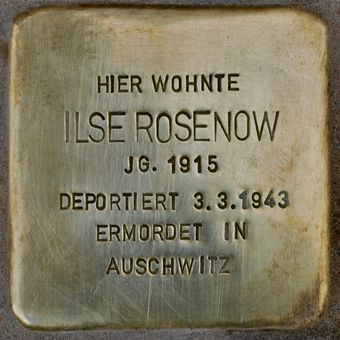 HIER WOHNTE
ILSE ROSENOW
JG. 1915
DEPORTIERT 3.3.1943
ERMORDET IN
AUSCHWITZ